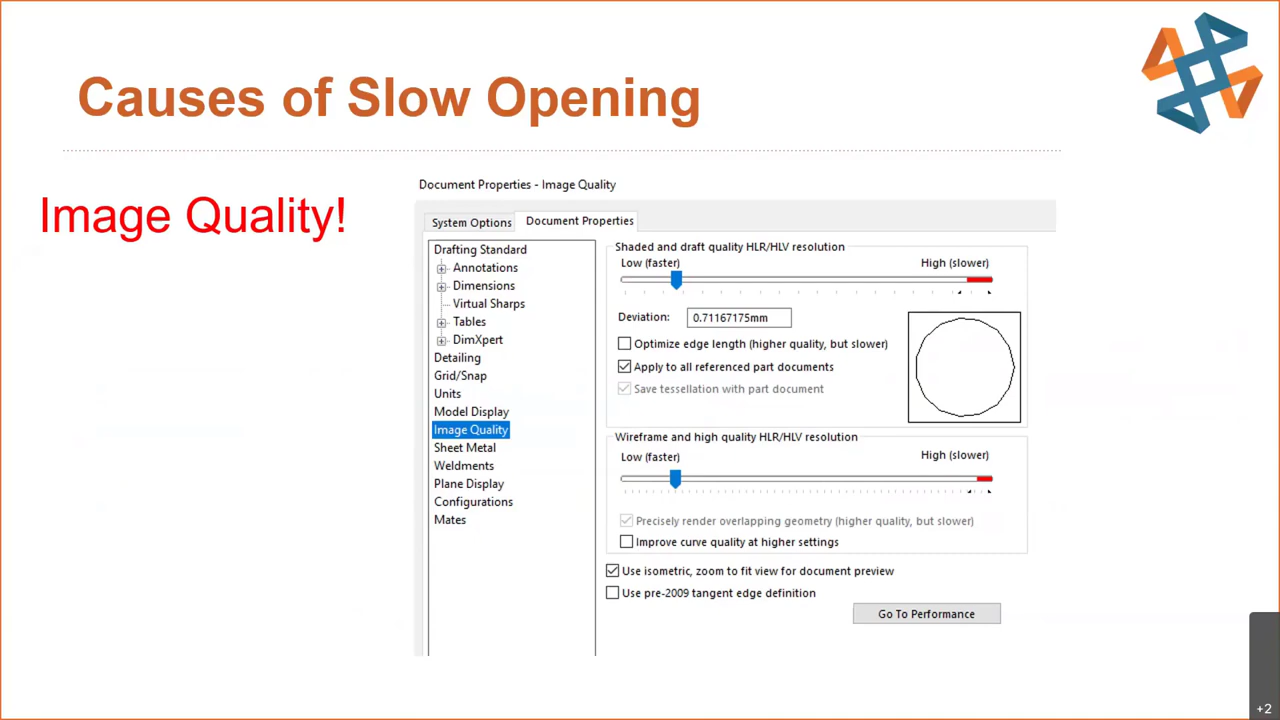 Causes of Slow Opening
Image Quality!
Document Properties - Image Quality
System Options
Document Properties
Drafting Standard
Annotations
Dimensions
Virtual Sharps
Tables
DimXpert
Detailing
Grid/Snap
Units
Model Display
Image Quality
Sheet Metal
Weldments
Plane Display
Configurations
Mates
Shaded and draft quality HLR/HLV resolution
Low (faster)
High (slower)
Deviation:
0.71167175mm
Optimize edge length (higher quality, but slower)
Apply to all referenced part documents
Save tessellation with part document
Wireframe and high quality HLR/HLV resolution
Low (faster)
High (slower)
Precisely render overlapping geometry (higher quality, but slower)
Improve curve quality at higher settings
Use isometric, zoom to fit view for document preview
Use pre-2009 tangent edge definition
Go To Performance
+2